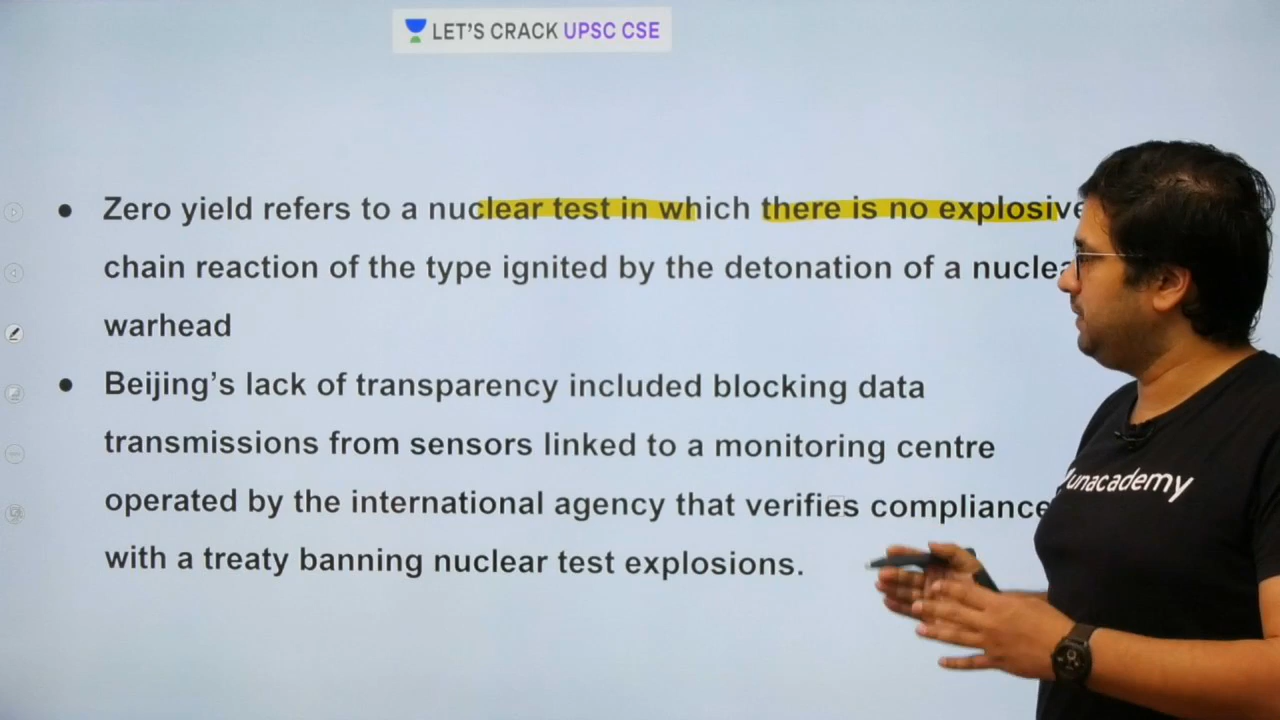 LET'S CRACK UPSC CSE
● Zero yield refers to a nuclear test in which there is no explosive
chain reaction of the type ignited by the detonation of a nuclea
warhead
● Beijing's lack of transparency included blocking data
transmissions from sensors linked to a monitoring centre
operated by the international agency that verifies compliance
with a treaty banning nuclear test explosions.
unacademy